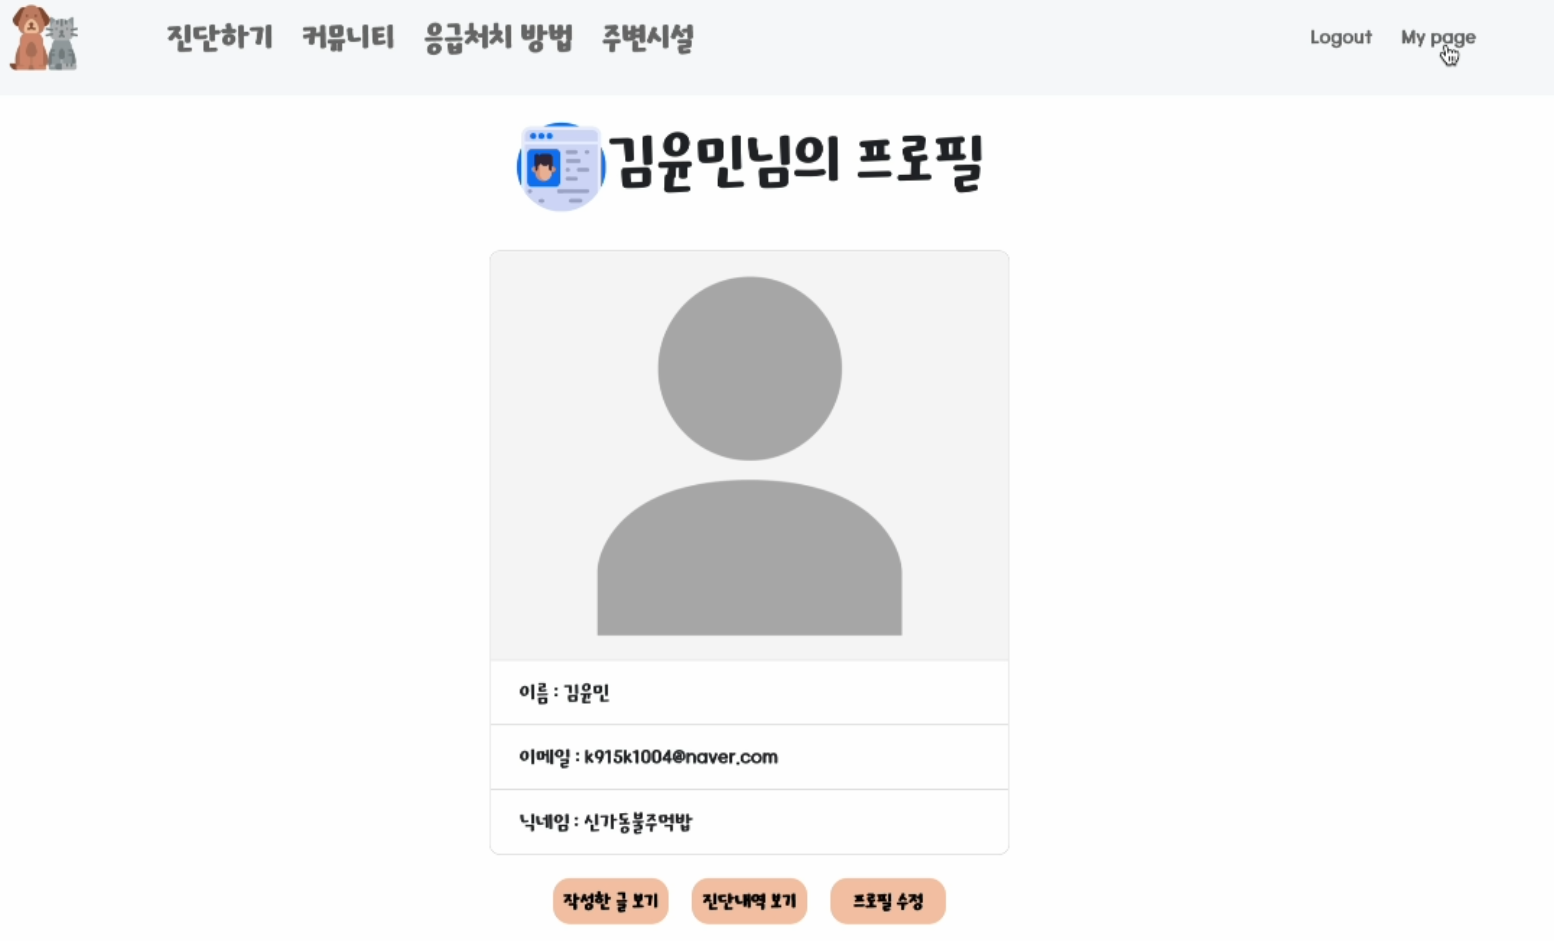 진단하기 커뮤니티 응급처치 방법 주변시설 Logout My page
김윤민님의 프로필
이름 : 김윤민
이메일 : k915k1004@naver.com
닉네임 : 신가동불주먹밥
작성한 글 보기 진단내역 보기 프로필 수정